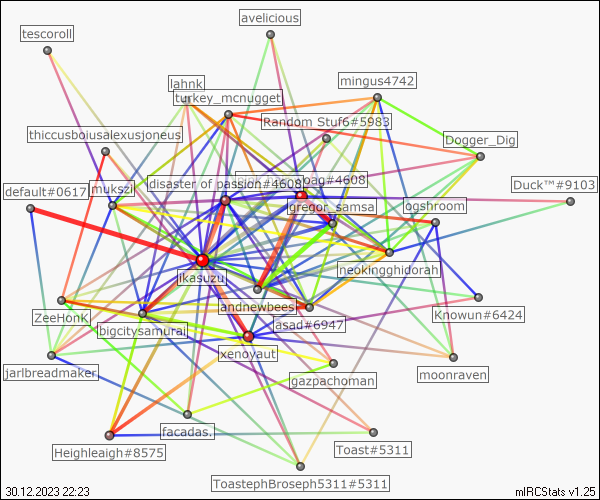 avelicious
tescoroll
mingus4742
lahnk
turkey_mcnugget
Random Stuf6#5983
thiccusboiusalexusjoneus
Dogger_Dig
default#0617
mukszi
disaster of passion#4608
bag#4608
Duck™#9103
gregor_samsa
ogshroom
neokingghidorah
ikasuzu
andnewbees
Knowun#6424
ZeeHonk
bigcitysamurai
asad#6947
xenoyaut
jarlbreadmaker
gazpachoman
moonraven
facadas.
Heighleaigh#8575
Toast#5311
ToastephBroseph5311#5311
30.12.2023 22:23
mIRCStats v1.25